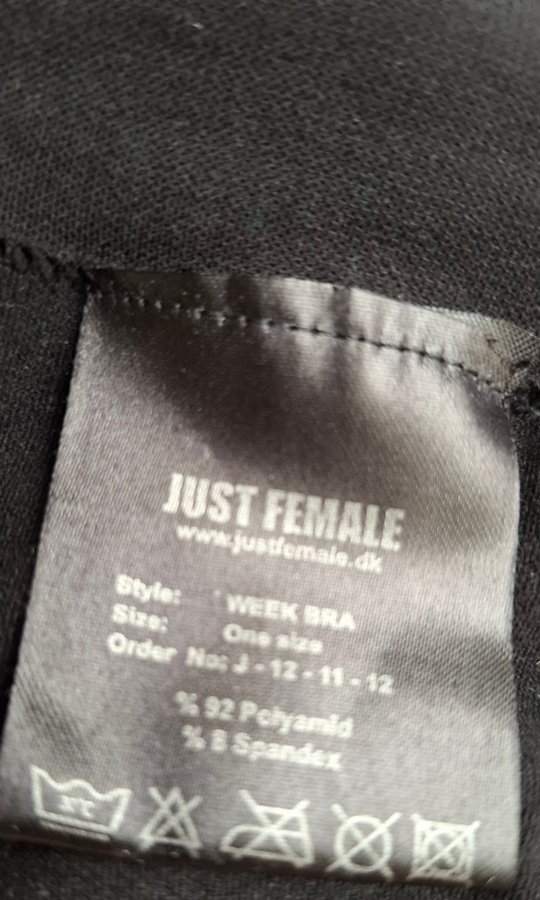 JUST FEMALE
www.justfemale.dk
Style: WEEK BRA
Size: One size
Order No: J - 12 - 11 - 12
% 92 Polyamid
% 8 Spandex